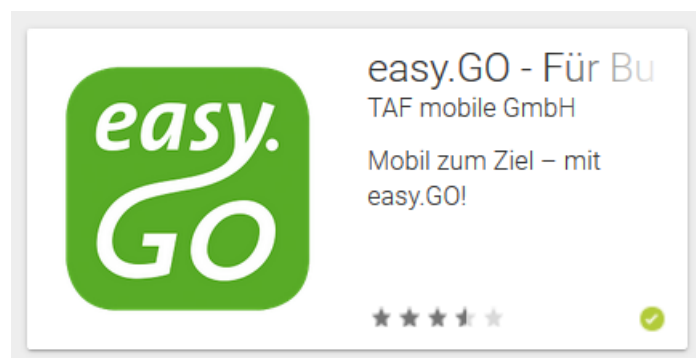 easy.
GO
easy.GO - Für Bu
TAF mobile GmbH
Mobil zum Ziel – mit
easy.GO!